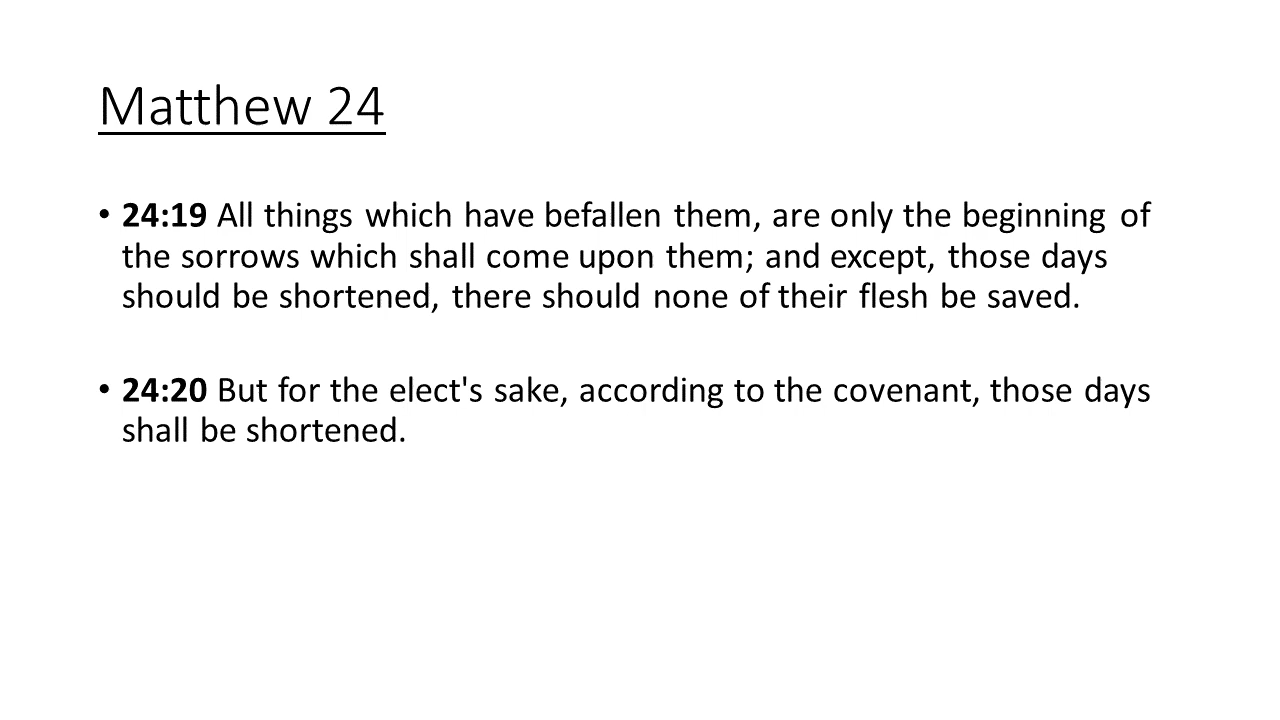 Matthew 24
• 24:19 All things which have befallen them, are only the beginning of
the sorrows which shall come upon them; and except, those days
should be shortened, there should none of their flesh be saved.
• 24:20 But for the elect's sake, according to the covenant, those days
shall be shortened.